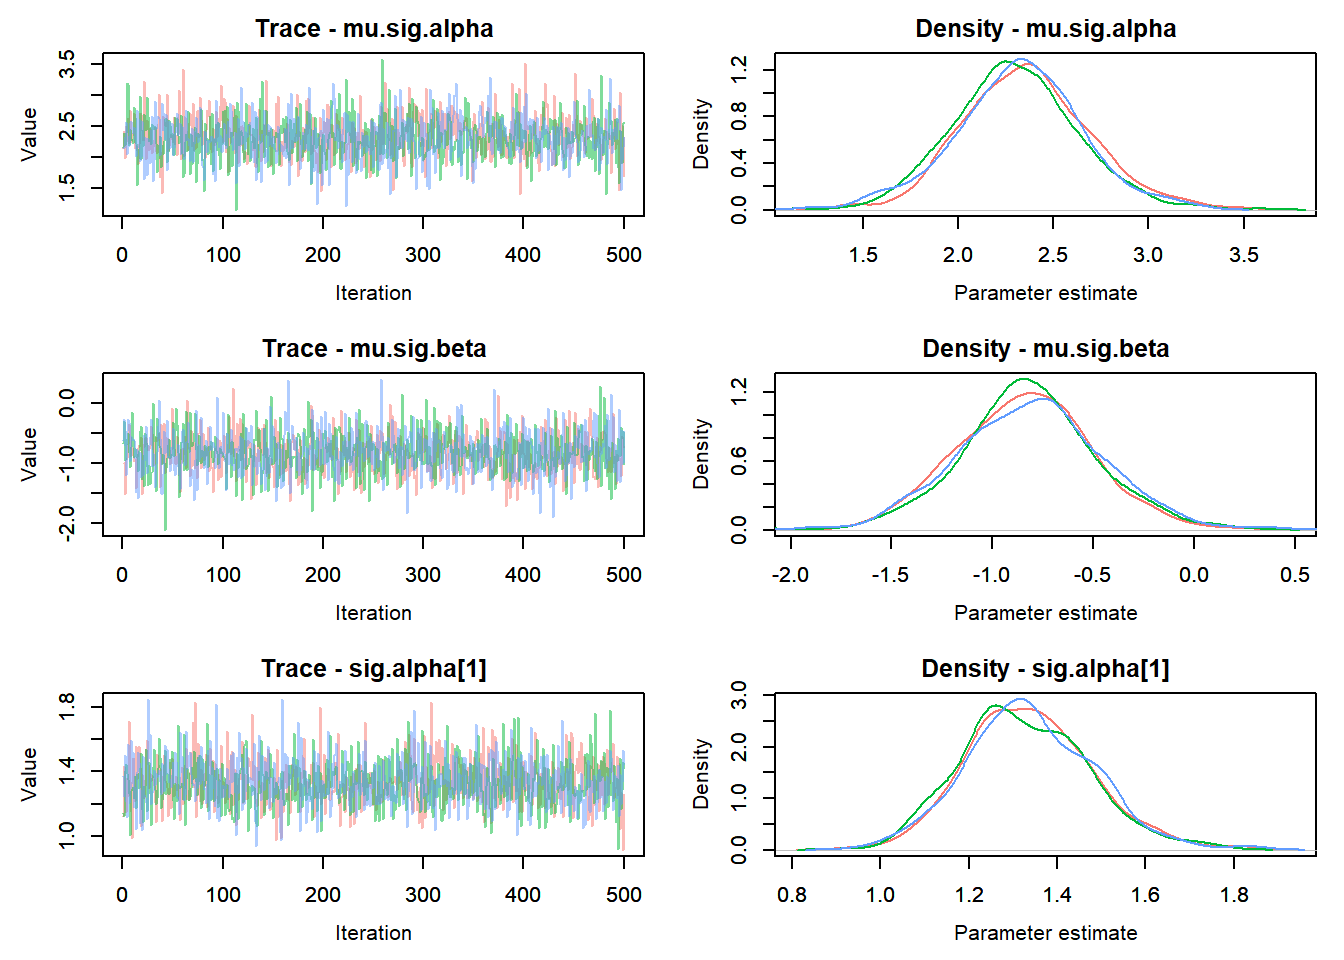 Trace - mu.sig.alpha
Value
3.5
2.5
1.5
0 100 200 300 400 500
Iteration
Density - mu.sig.alpha
Density
1.2
0.8
0.4
0.0
1.5 2.0 2.5 3.0 3.5
Parameter estimate
Trace - mu.sig.beta
Value
0.0
-1.0
-2.0
0 100 200 300 400 500
Iteration
Density - mu.sig.beta
Density
1.2
0.6
0.0
-2.0 -1.5 -1.0 -0.5 0.0 0.5
Parameter estimate
Trace - sig.alpha[1]
Value
1.8
1.4
1.0
0 100 200 300 400 500
Iteration
Density - sig.alpha[1]
Density
3.0
2.0
1.0
0.0
0.8 1.0 1.2 1.4 1.6 1.8
Parameter estimate